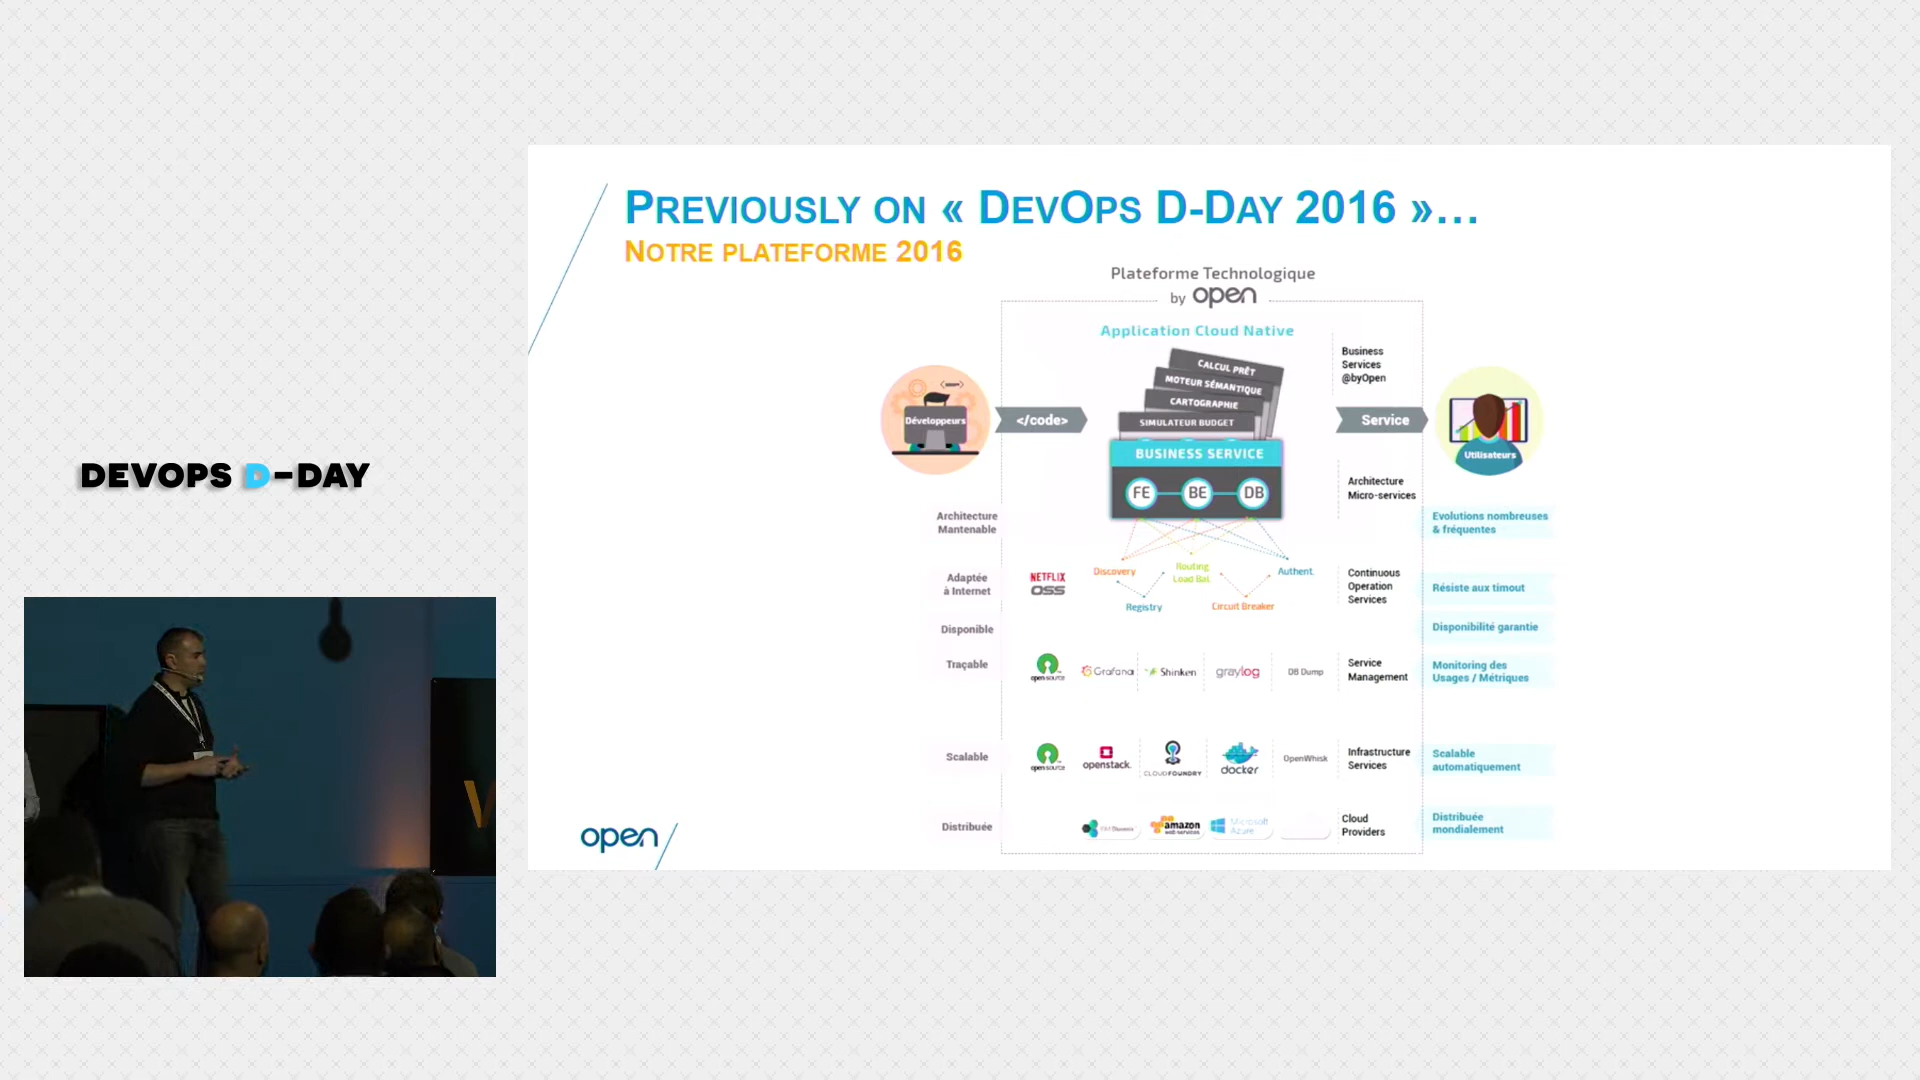 DEVOPS D-DAY
PREVIOUSLY ON « DEVOPS D-DAY 2016 »...
NOTRE PLATEFORME 2016
Plateforme Technologique
by open
Application Cloud Native
CALCUL PRÊT
MOTEUR SÉMANTIQUE
CARTOGRAPHIE
SIMULATEUR BUDGET
BUSINESS SERVICE
FE BE DB
Développeurs
</code>
Business
Services
@byOpen
Service
Utilisateurs
Architecture
Micro-services
Architecture
Mantenable
Evolutions nombreuses
& fréquentes
Adaptée
à Internet
NETFLIX
OSS
Discovery
Routing
Load Bal.
Authent.
Registry
Circuit Breaker
Continuous
Operation
Services
Résiste aux timout
Disponible
Disponibilité garantie
Traçable
open source
Grafana
Shinken
graylog
DB Dump
Service
Management
Monitoring des
Usages / Métriques
Scalable
open source
openstack.
CLOUDFOUNDRY
docker
OpenWhisk
Infrastructure
Services
Scalable
automatiquement
Distribuée
amazon
web services
Microsoft
Azure
Cloud
Providers
Distribuée
mondialement
open